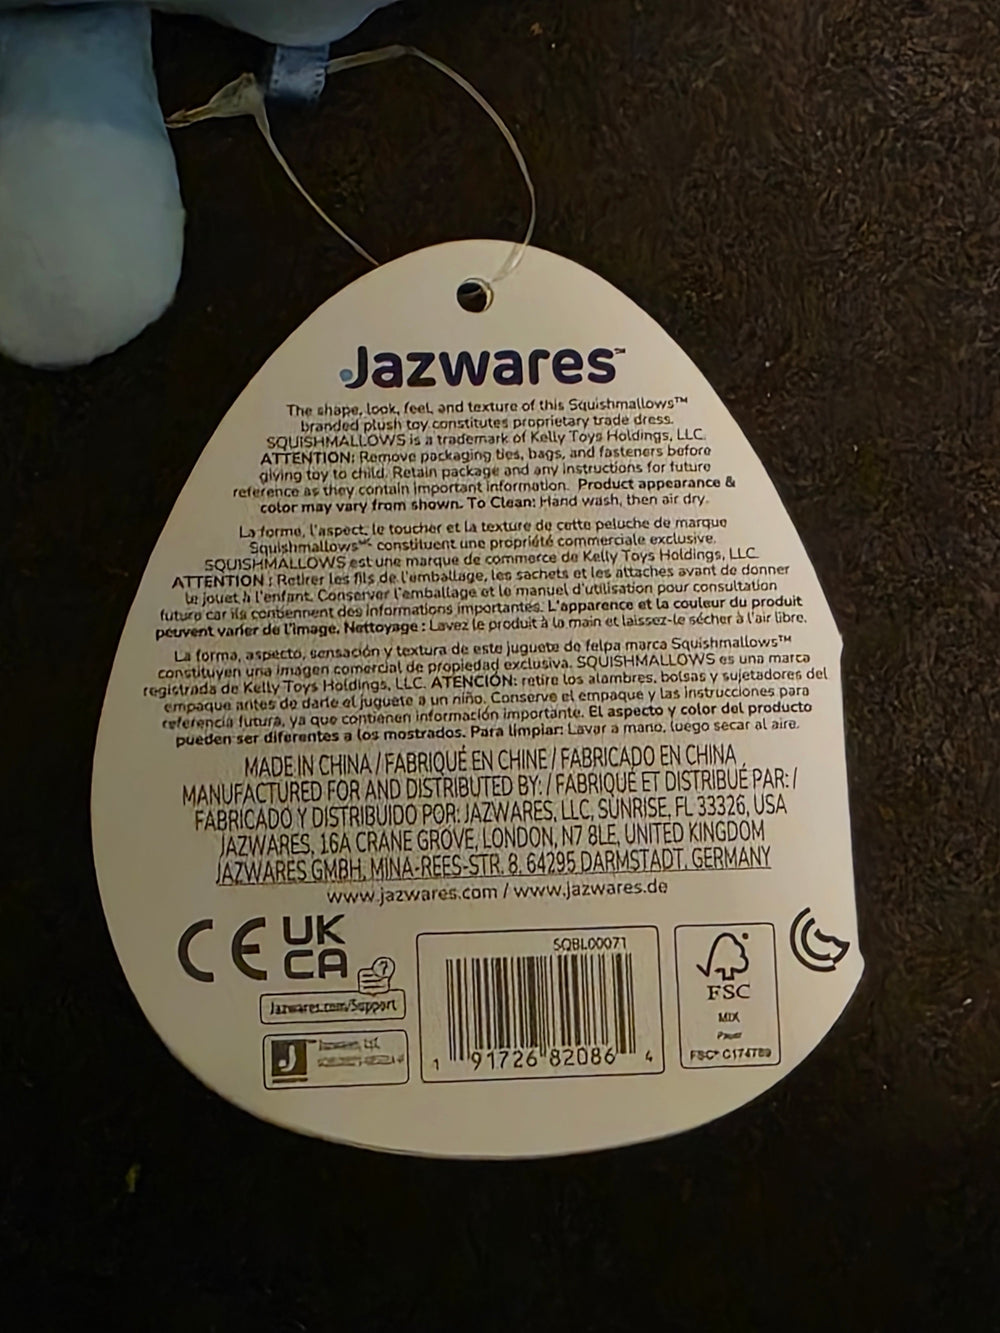 Jazwares™
The shape, look, feel, and texture of this Squishmallows™
branded plush toy constitutes proprietary trade dress.
SQUISHMALLOWS is a trademark of Kelly Toys Holdings, LLC.
ATTENTION: Remove packaging ties, bags, and fasteners before
giving toy to child. Retain package and any instructions for future
reference as they contain important information. Product appearance &
color may vary from shown. To Clean: Hand wash, then air dry.
La forme, l'aspect, le toucher et la texture de cette peluche de marque
Squishmallows constituent une propriété commerciale exclusive.
SQUISHMALLOWS est une marque de commerce de Kelly Toys Holdings, LLC.
ATTENTION : Retirer les fils de l'emballage, les sachets et les attaches avant de donner
le jouet à l'enfant. Conserver l'emballage et le manuel d'utilisation pour consultation
future car ils contiennent des informations importantes. L'apparence et la couleur du produit
peuvent varier de l'image. Nettoyage : Lavez le produit à la main et laissez-le sécher à l'air libre.
La forma, aspecto, sensación y textura de este juguete de felpa marca Squishmallows™
constituyen una imagen comercial de propiedad exclusiva. SQUISHMALLOWS es una marca
registrada de Kelly Toys Holdings, LLC. ATENCIÓN: retire los alambres, bolsas y sujetadores del
empaque antes de darle el juguete a un niño. Conserve el empaque y las instrucciones para
referencia futura, ya que contienen información importante. El aspecto y color del producto
pueden ser diferentes a los mostrados. Para limpiar: Lavar a mano, luego secar al aire.
MADE IN CHINA / FABRIQUÉ EN CHINE / FABRICADO EN CHINA
MANUFACTURED FOR AND DISTRIBUTED BY: / FABRIQUÉ ET DISTRIBUÉ PAR: /
FABRICADO Y DISTRIBUIDO POR: JAZWARES, LLC, SUNRISE, FL 33326, USA
JAZWARES, 16A CRANE GROVE, LONDON, N7 8LE, UNITED KINGDOM
JAZWARES GMBH, MINA-REES-STR. 8, 64295 DARMSTADT, GERMANY
www.jazwares.com / www.jazwares.de
CE UK
CA
?
Jazwares.com/Support
J
SQBL00071
1 91726 82086 4
FSC
MIX
FSC® C174789